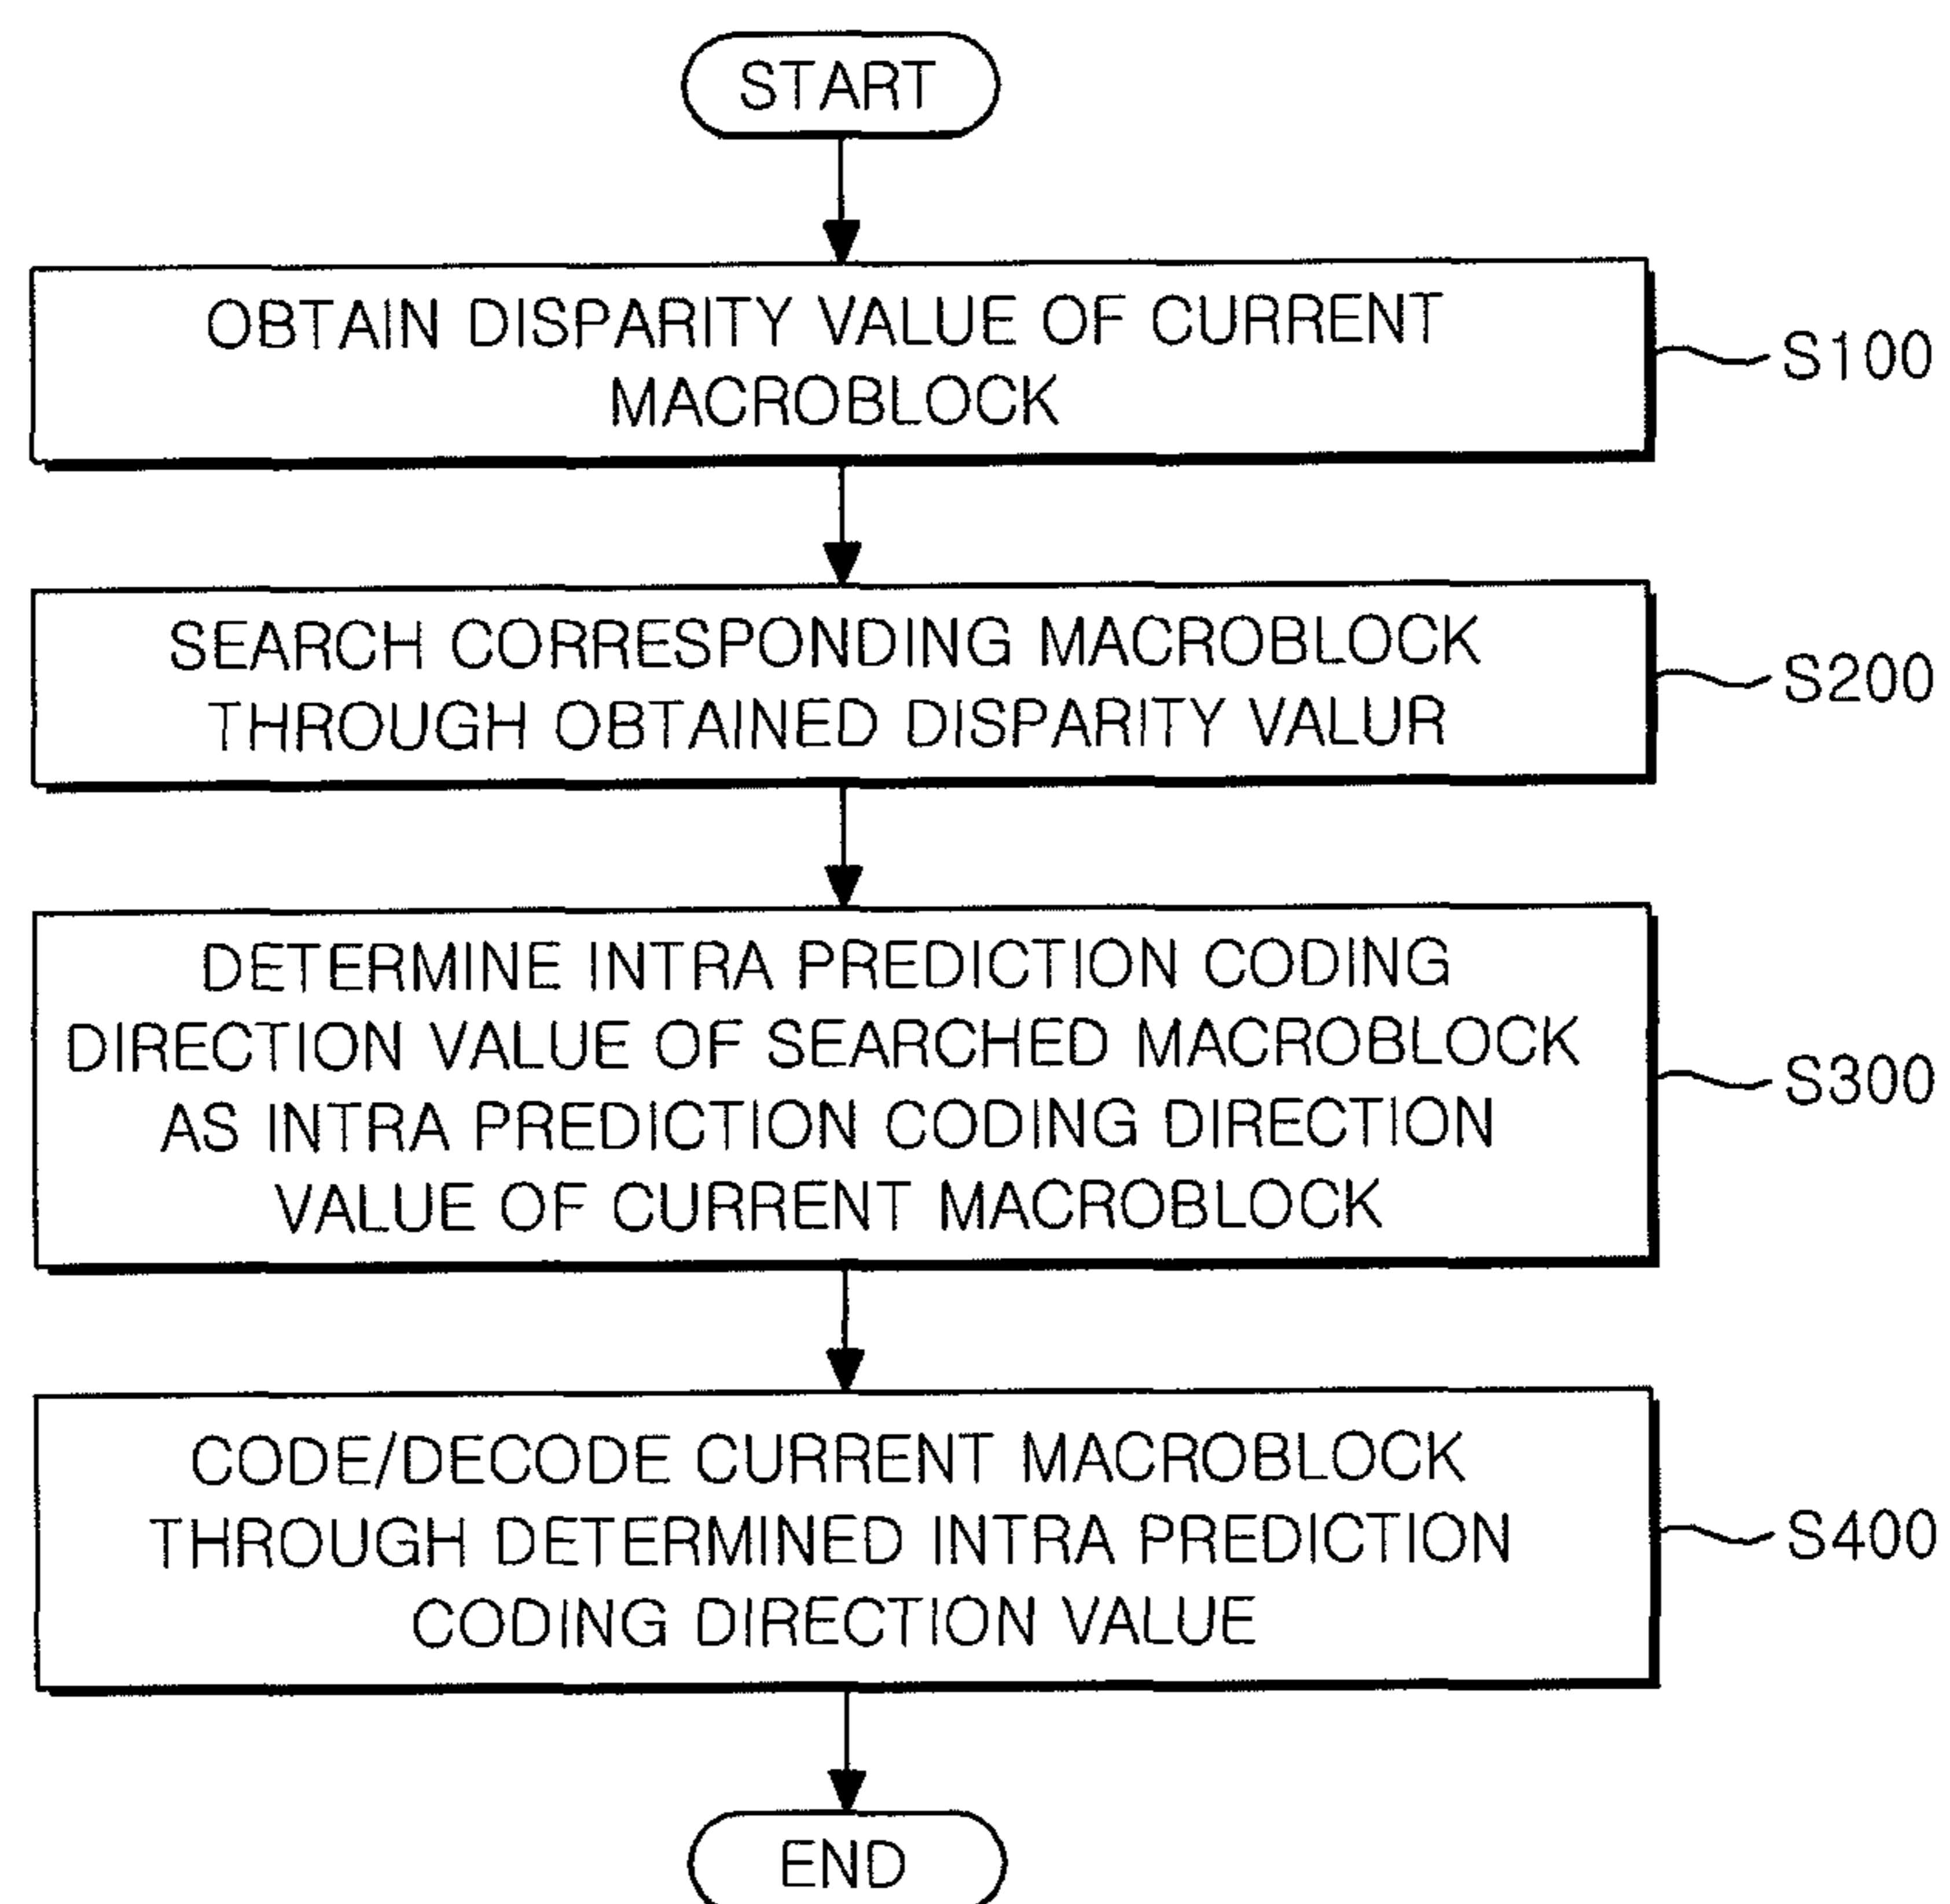 START
OBTAIN DISPARITY VALUE OF CURRENT
MACROBLOCK
S100
SEARCH CORRESPONDING MACROBLOCK
THROUGH OBTAINED DISPARITY VALUR
S200
DETERMINE INTRA PREDICTION CODING
DIRECTION VALUE OF SEARCHED MACROBLOCK
AS INTRA PREDICTION CODING DIRECTION
VALUE OF CURRENT MACROBLOCK
S300
CODE/DECODE CURRENT MACROBLOCK
THROUGH DETERMINED INTRA PREDICTION
CODING DIRECTION VALUE
S400
END